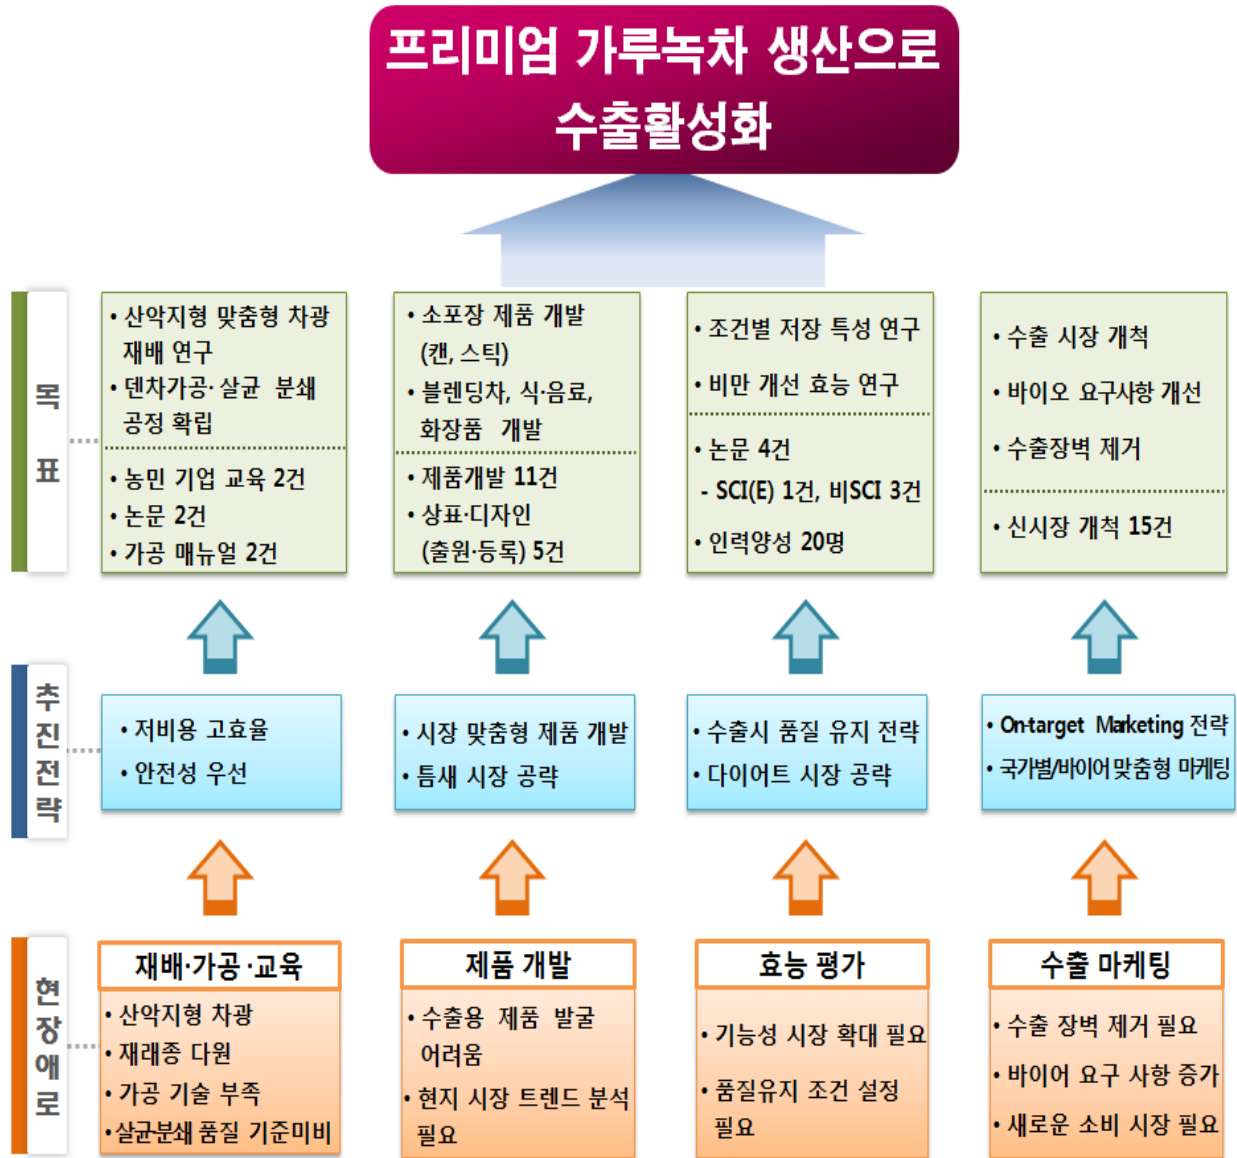 프리미엄 가루녹차 생산으로
수출활성화
목
표
• 산악지형 맞춤형 차광
재배 연구
• 덴차가공· 살균 분쇄
공정 확립
• 농민 기업 교육 2건
• 논문 2건
• 가공 매뉴얼 2건
• 소포장 제품 개발
(캔, 스틱)
• 블렌딩차, 식·음료,
화장품 개발
• 제품개발 11건
• 상표·디자인
(출원·등록) 5건
• 조건별 저장 특성 연구
• 비만 개선 효능 연구
• 논문 4건
- SCI(E) 1건, 비SCI 3건
• 인력양성 20명
• 수출 시장 개척
• 바이오 요구사항 개선
• 수출장벽 제거
• 신시장 개척 15건
추
진
전
략
• 저비용 고효율
• 안전성 우선
• 시장 맞춤형 제품 개발
• 틈새 시장 공략
• 수출시 품질 유지 전략
• 다이어트 시장 공략
• On-target Marketing 전략
• 국가별/바이어 맞춤형 마케팅
현
장
애
로
재배·가공·교육
• 산악지형 차광
• 재래종 다원
• 가공 기술 부족
• 살균분쇄 품질 기준미비
제품 개발
• 수출용 제품 발굴
어려움
• 현지 시장 트렌드 분석
필요
효능 평가
• 기능성 시장 확대 필요
• 품질유지 조건 설정
필요
수출 마케팅
• 수출 장벽 제거 필요
• 바이어 요구 사항 증가
• 새로운 소비 시장 필요